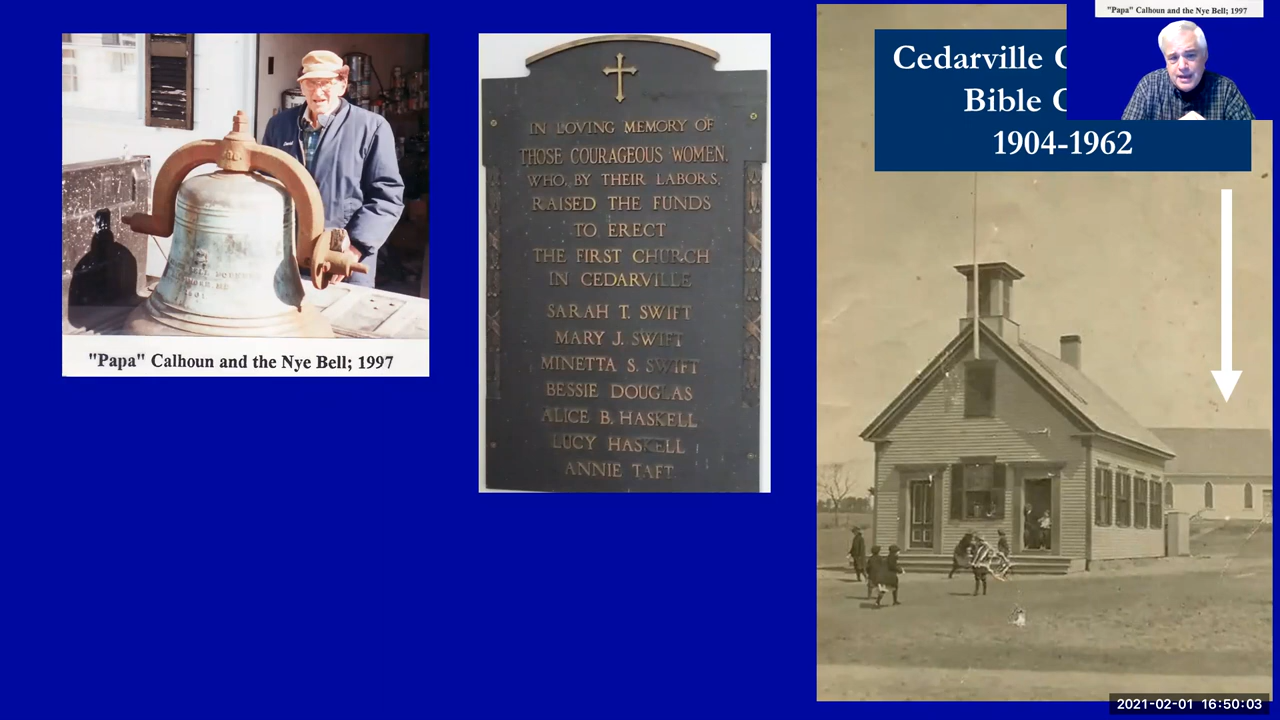 "Papa" Calhoun and the Nye Bell; 1997
IN LOVING MEMORY OF
THOSE COURAGEOUS WOMEN,
WHO, BY THEIR LABORS,
RAISED THE FUNDS
TO ERECT
THE FIRST CHURCH
IN CEDARVILLE
SARAH T. SWIFT
MARY J. SWIFT
MINETTA S. SWIFT
BESSIE DOUGLAS
ALICE B. HASKELL
LUCY HASKELL
ANNIE TAFT
"Papa" Calhoun and the Nye Bell; 1997
Cedarville
Bible
1904-1962
2021-02-01 16:50:03